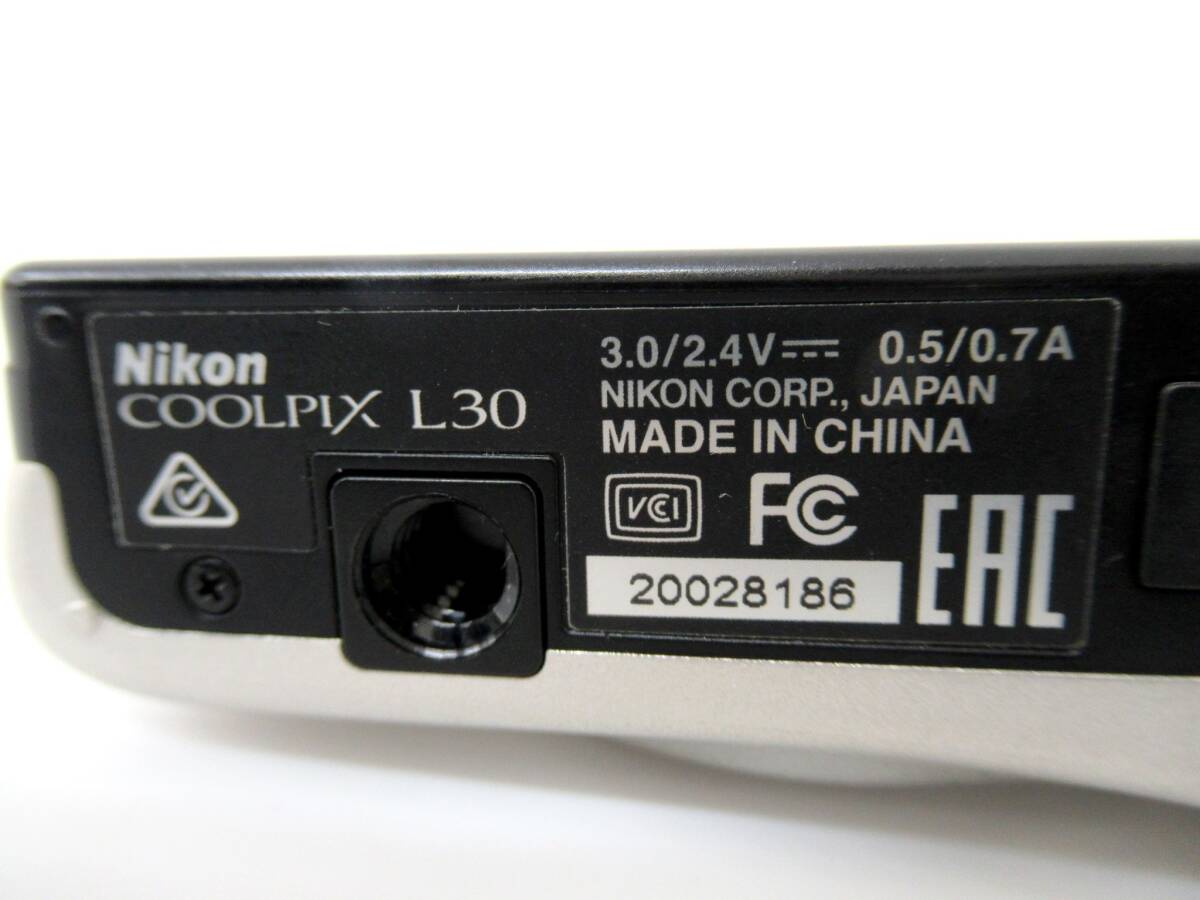 Nikon
COOLPIX L30
3.0/2.4V⎓ 0.5/0.7A
NIKON CORP., JAPAN
MADE IN CHINA
VCI FC EAC
20028186